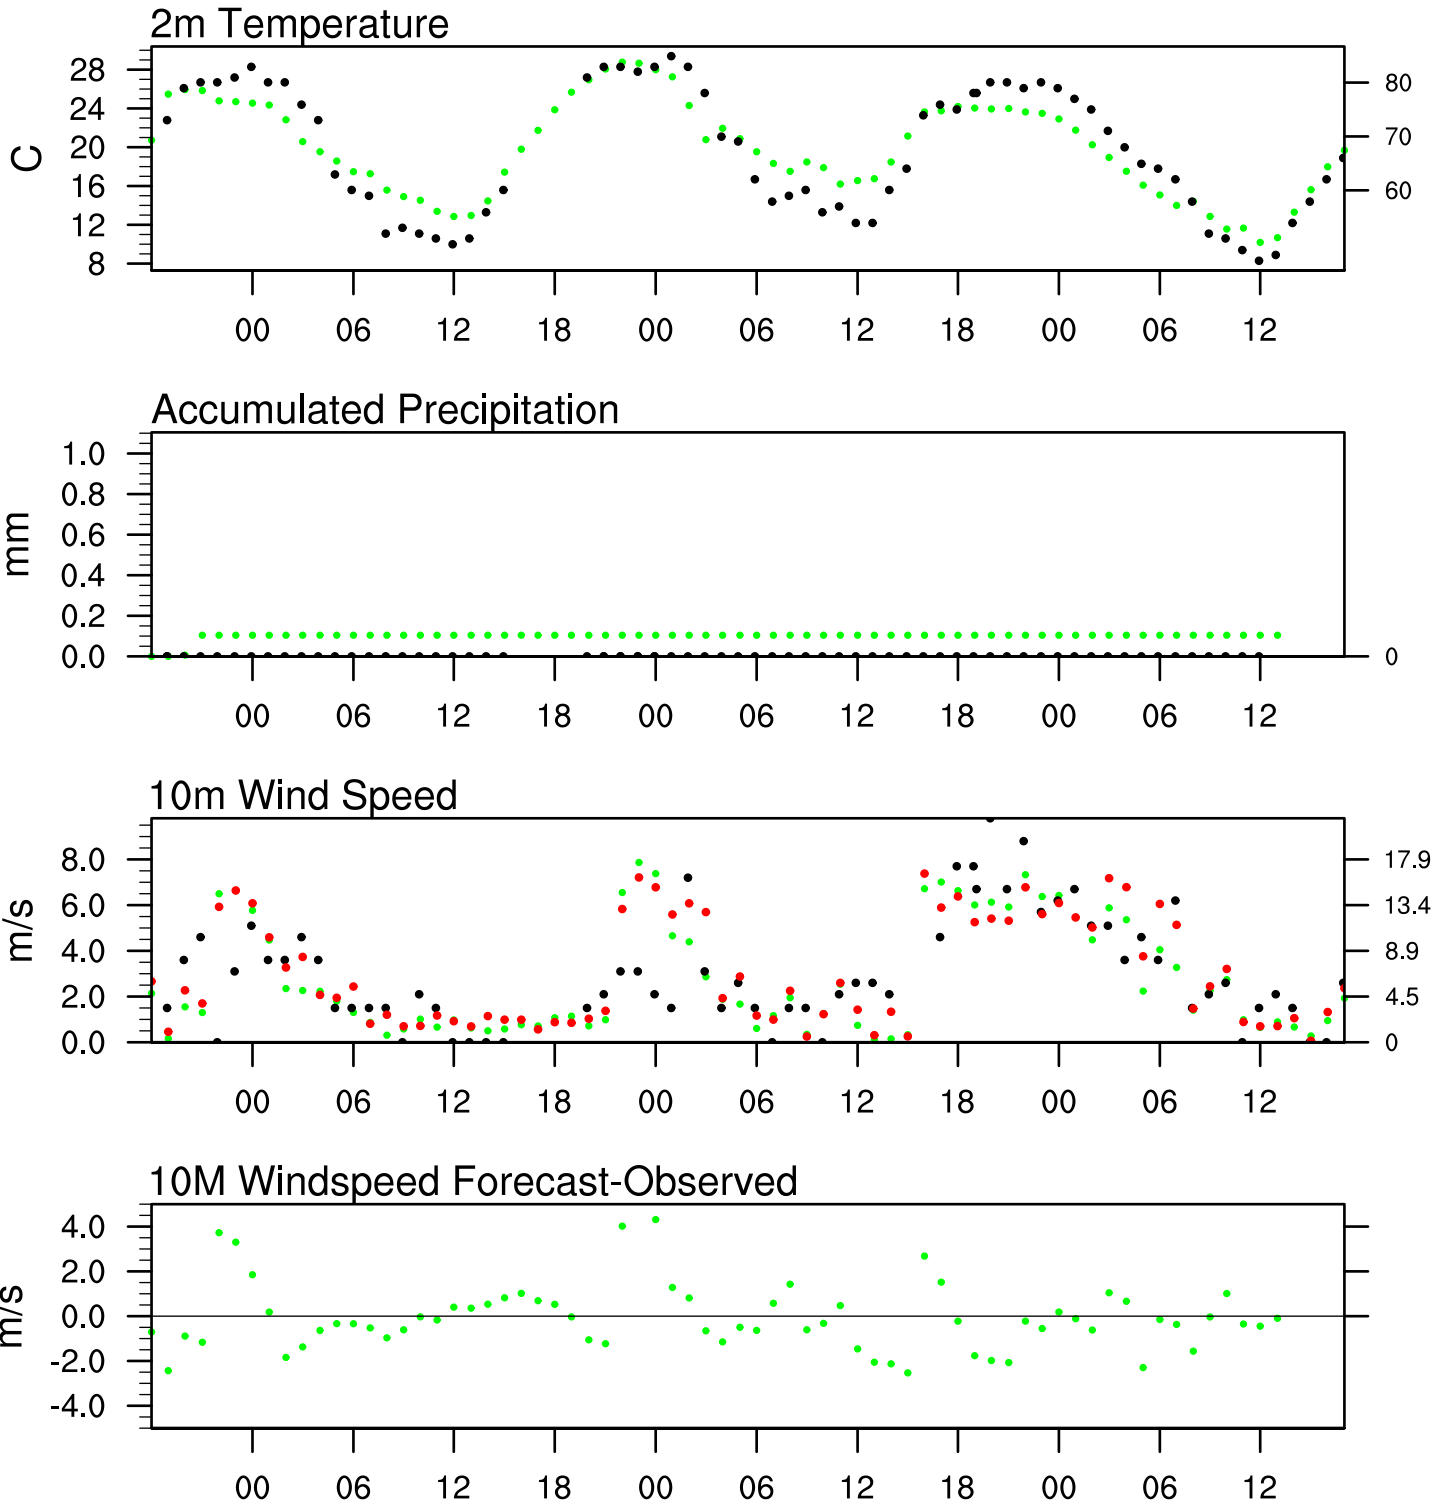 2m Temperature
28
24
20
16
12
8
C
80
70
60
00 06 12 18 00 06 12 18 00 06 12
Accumulated Precipitation
1.0
0.8
0.6
0.4
0.2
0.0
mm
0
00 06 12 18 00 06 12 18 00 06 12
10m Wind Speed
8.0
6.0
4.0
2.0
0.0
m/s
17.9
13.4
8.9
4.5
0
00 06 12 18 00 06 12 18 00 06 12
10M Windspeed Forecast-Observed
4.0
2.0
0.0
-2.0
-4.0
m/s
00 06 12 18 00 06 12 18 00 06 12